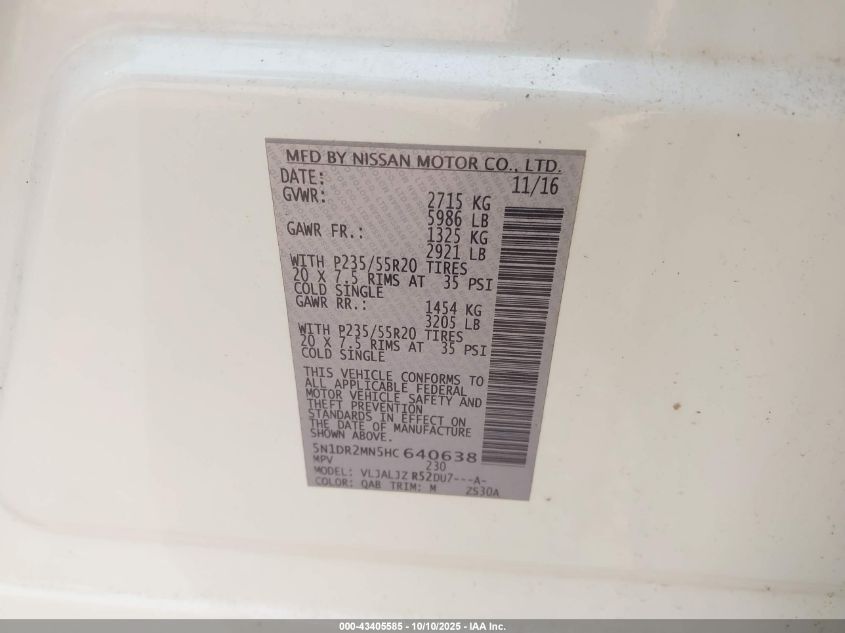 MFD BY NISSAN MOTOR CO., LTD.
DATE: 11/16
GVWR: 2715 KG
5986 LB
GAWR FR.: 1325 KG
2921 LB
WITH P235/55R20 TIRES
20 X 7.5 RIMS AT 35 PSI
COLD SINGLE
GAWR RR.: 1454 KG
3205 LB
WITH P235/55R20 TIRES
20 X 7.5 RIMS AT 35 PSI
COLD SINGLE
THIS VEHICLE CONFORMS TO
ALL APPLICABLE FEDERAL
MOTOR VEHICLE SAFETY AND
THEFT PREVENTION
STANDARDS IN EFFECT ON
THE DATE OF MANUFACTURE
SHOWN ABOVE.
5N1DR2MN5HC 640638
MPV 230
MODEL: VLJALJZ R52DU7---A-
COLOR: QAB TRIM: M ZS30A
000-43405585 - 10/10/2025 - IAA Inc.